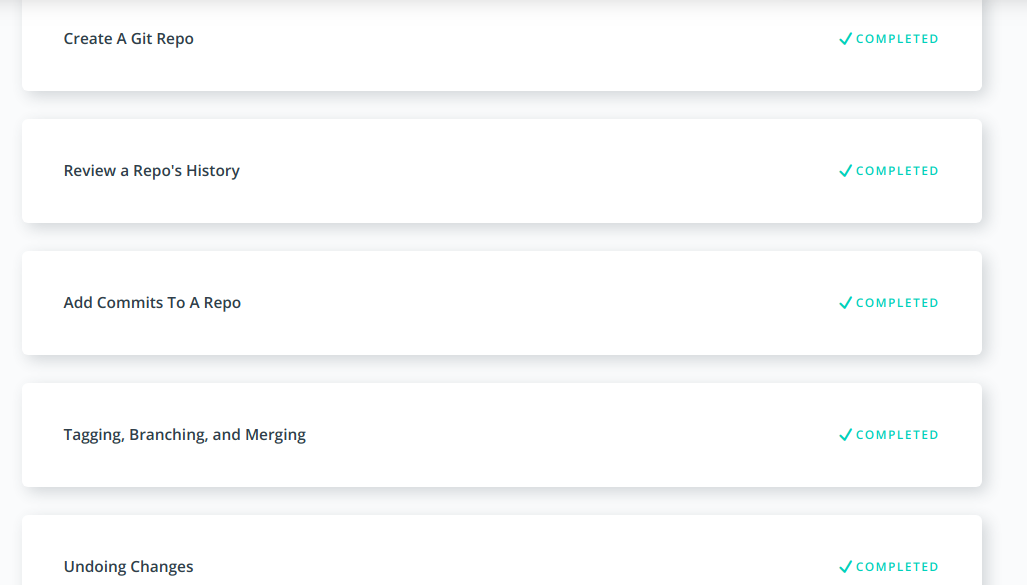 Create A Git Repo COMPLETED
Review a Repo's History COMPLETED
Add Commits To A Repo COMPLETED
Tagging, Branching, and Merging COMPLETED
Undoing Changes COMPLETED